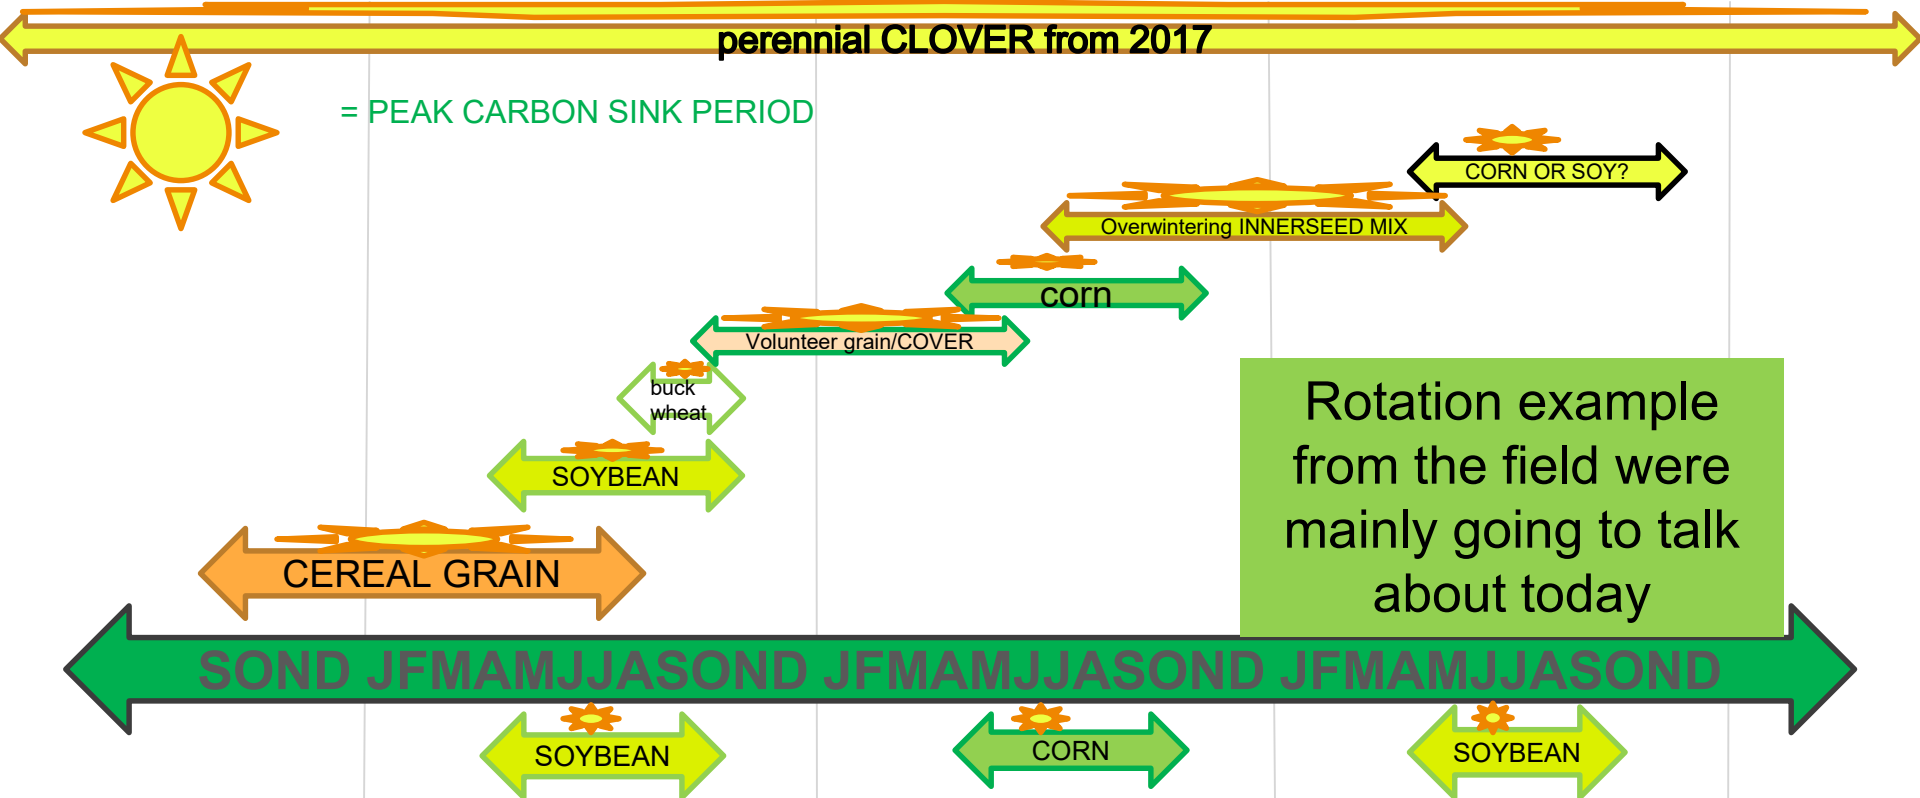 perennial CLOVER from 2017
= PEAK CARBON SINK PERIOD
CORN OR SOY?
Overwintering INNERSEED MIX
corn
Volunteer grain/COVER
buck
wheat
SOYBEAN
CEREAL GRAIN
Rotation example
from the field were
mainly going to talk
about today
SOND JFMAMJJASOND JFMAMJJASOND JFMAMJJASOND
SOYBEAN
CORN
SOYBEAN